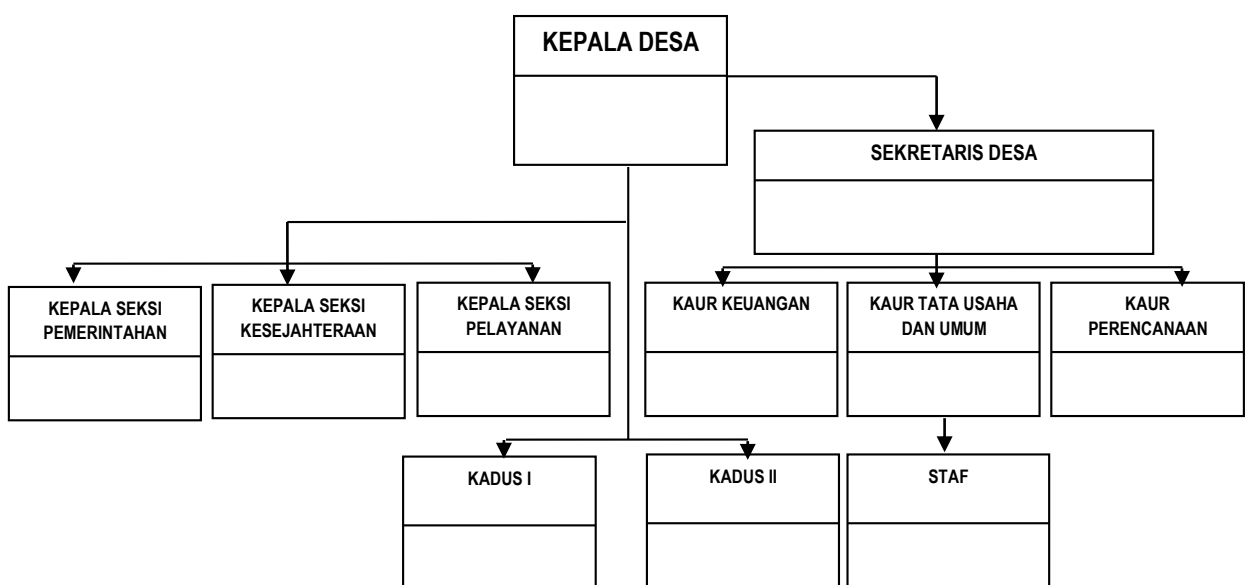 KEPALA DESA
SEKRETARIS DESA
KEPALA SEKSI
PEMERINTAHAN
KEPALA SEKSI
KESEJAHTERAAN
KEPALA SEKSI
PELAYANAN
KAUR KEUANGAN
KAUR TATA USAHA
DAN UMUM
KAUR
PERENCANAAN
KADUS I
KADUS II
STAF